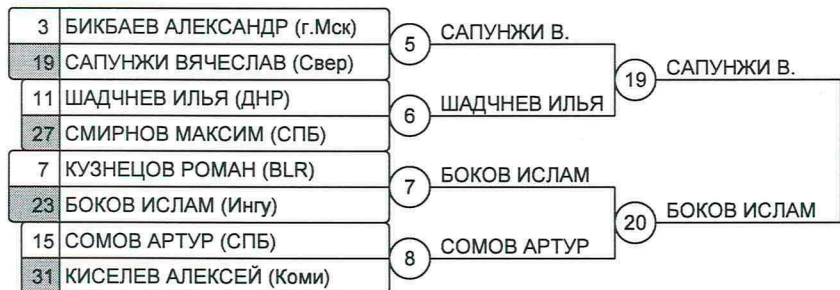 3 БИКБАЕВ АЛЕКСАНДР (г.Мск)
19 САПУНЖИ ВЯЧЕСЛАВ (Свер)
5 САПУНЖИ В.
11 ШАДЧНЕВ ИЛЬЯ (ДНР)
27 СМИРНОВ МАКСИМ (СПБ)
6 ШАДЧНЕВ ИЛЬЯ
19 САПУНЖИ В.
7 КУЗНЕЦОВ РОМАН (BLR)
23 БОКОВ ИСЛАМ (Ингу)
7 БОКОВ ИСЛАМ
15 СОМОВ АРТУР (СПБ)
31 КИСЕЛЕВ АЛЕКСЕЙ (Коми)
8 СОМОВ АРТУР
20 БОКОВ ИСЛАМ